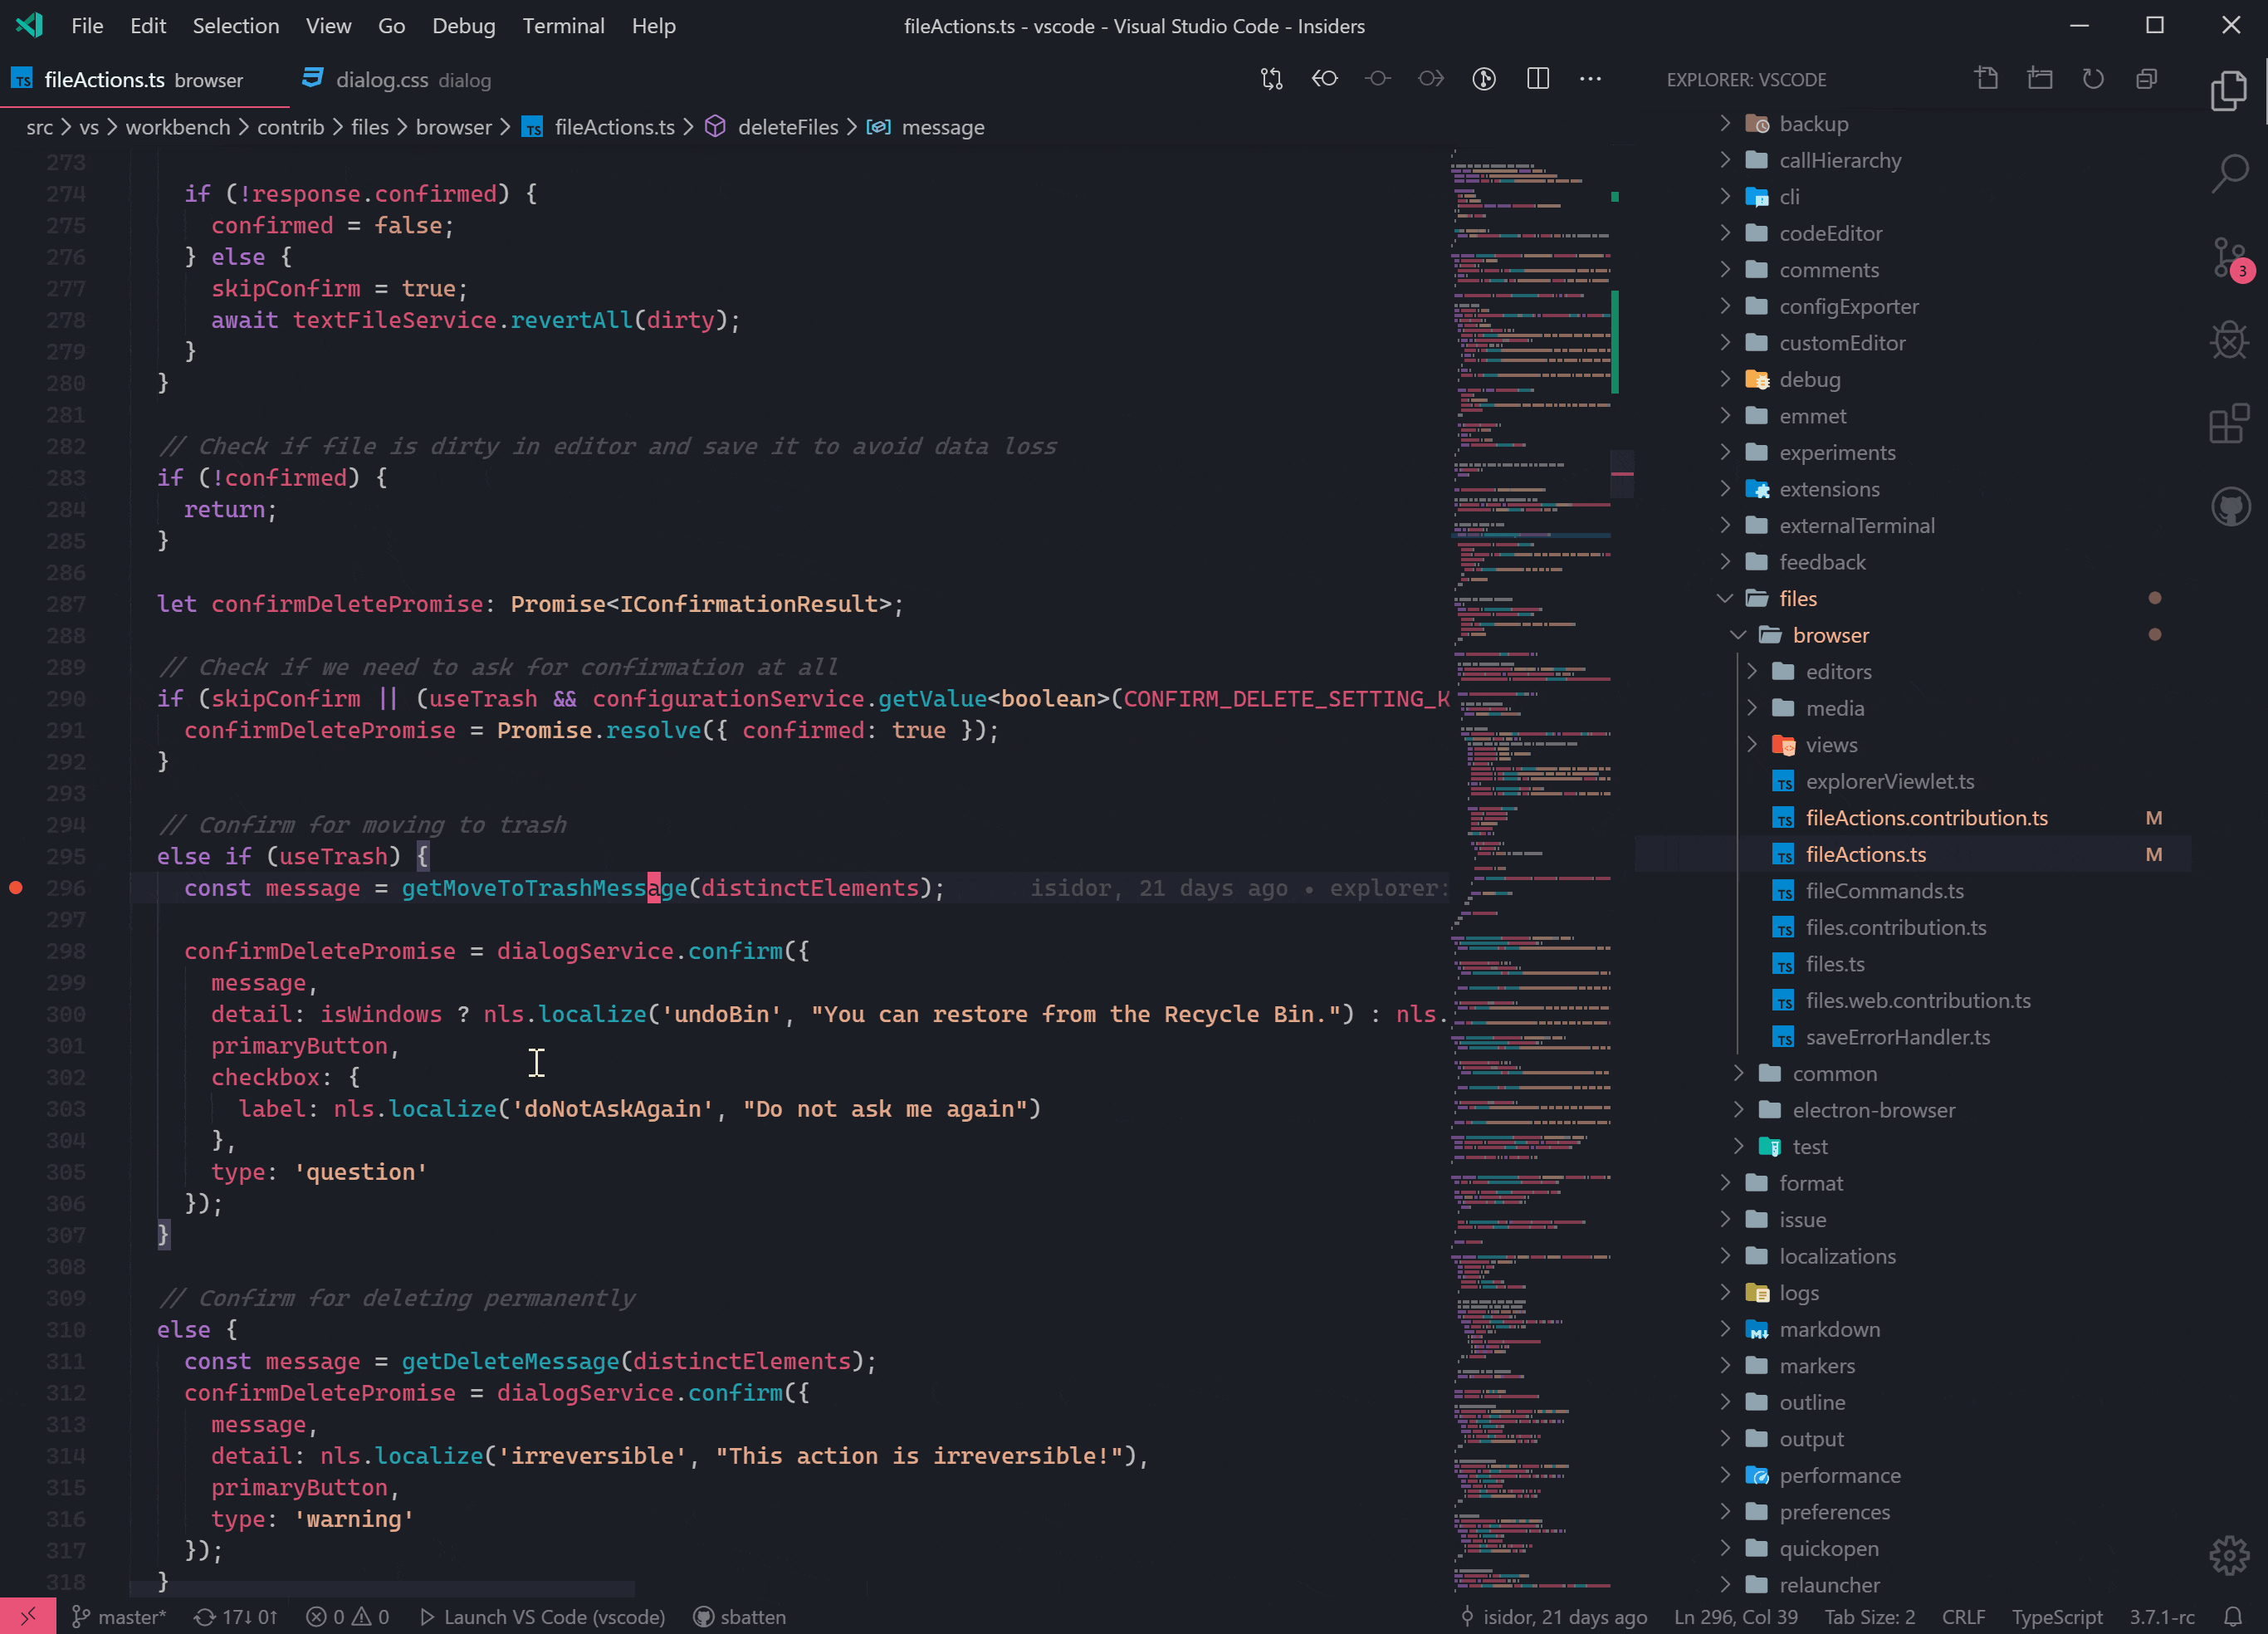 File Edit Selection View Go Debug Terminal Help
fileActions.ts - vscode - Visual Studio Code - Insiders
TS fileActions.ts browser
dialog.css dialog
src > vs > workbench > contrib > files > browser > TS fileActions.ts > deleteFiles > message
273
274 if (!response.confirmed) {
275 confirmed = false;
276 } else {
277 skipConfirm = true;
278 await textFileService.revertAll(dirty);
279 }
280 }
281
282 // Check if file is dirty in editor and save it to avoid data loss
283 if (!confirmed) {
284 return;
285 }
286
287 let confirmDeletePromise: Promise<IConfirmationResult>;
288
289 // Check if we need to ask for confirmation at all
290 if (skipConfirm || (useTrash && configurationService.getValue<boolean>(CONFIRM_DELETE_SETTING_K
291 confirmDeletePromise = Promise.resolve({ confirmed: true });
292 }
293
294 // Confirm for moving to trash
295 else if (useTrash) {
296 const message = getMoveToTrashMessage(distinctElements); isidor, 21 days ago • explorer:
297
298 confirmDeletePromise = dialogService.confirm({
299 message,
300 detail: isWindows ? nls.localize('undoBin', "You can restore from the Recycle Bin.") : nls.
301 primaryButton,
302 checkbox: {
303 label: nls.localize('doNotAskAgain', "Do not ask me again")
304 },
305 type: 'question'
306 });
307 }
308
309 // Confirm for deleting permanently
310 else {
311 const message = getDeleteMessage(distinctElements);
312 confirmDeletePromise = dialogService.confirm({
313 message,
314 detail: nls.localize('irreversible', "This action is irreversible!"),
315 primaryButton,
316 type: 'warning'
317 });
318 }
EXPLORER: VSCODE
backup
callHierarchy
cli
codeEditor
comments
configExporter
customEditor
debug
emmet
experiments
extensions
externalTerminal
feedback
files
browser
editors
media
views
TS explorerViewlet.ts
TS fileActions.contribution.ts M
TS fileActions.ts M
TS fileCommands.ts
TS files.contribution.ts
TS files.ts
TS files.web.contribution.ts
TS saveErrorHandler.ts
common
electron-browser
test
format
issue
localizations
logs
markdown
markers
outline
output
performance
preferences
quickopen
relauncher
3
master* 17↓ 0↑ 0 0 Launch VS Code (vscode) sbatten
isidor, 21 days ago Ln 296, Col 39 Tab Size: 2 CRLF TypeScript 3.7.1-rc